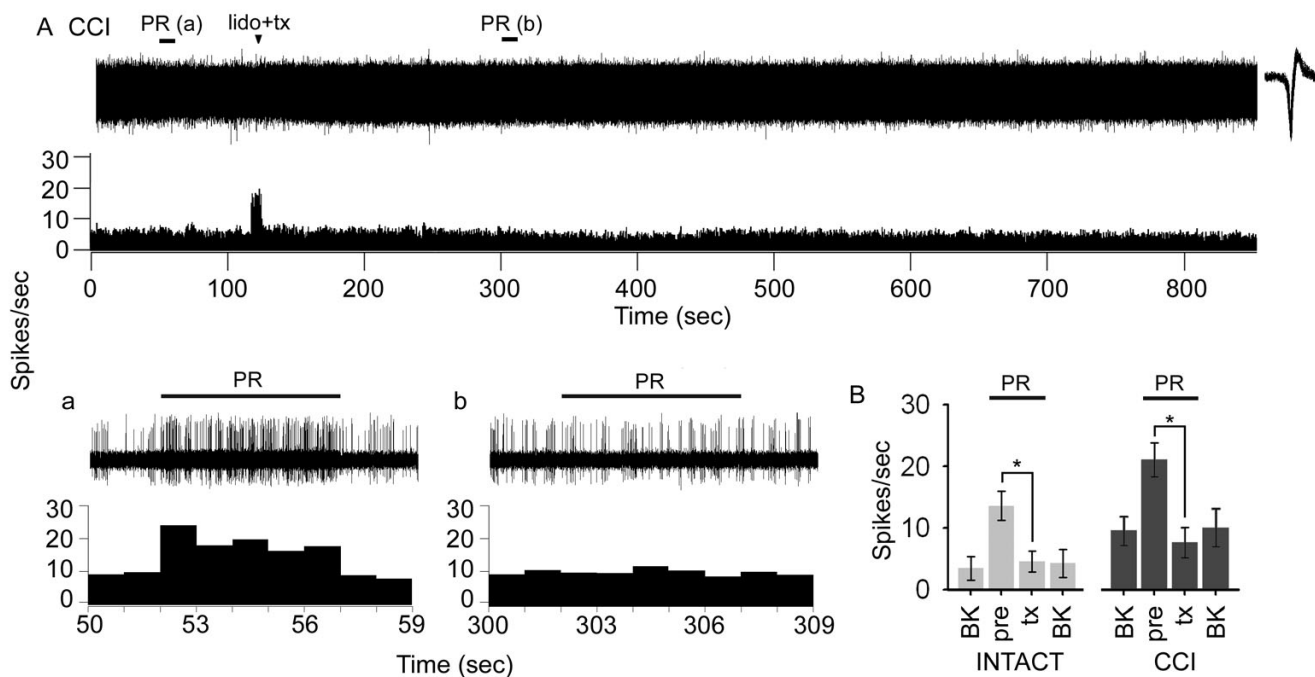 A CCI PR (a) lido+tx PR (b)
30
20
10
0
0 100 200 300 400 500 600 700 800
Time (sec)
Spikes/sec
a PR
30
20
10
0
50 53 56 59
b PR
30
20
10
0
300 303 306 309
Time (sec)
B PR PR
30
20
10
0
Spikes/sec
* *
BK pre tx BK BK pre tx BK
INTACT CCI